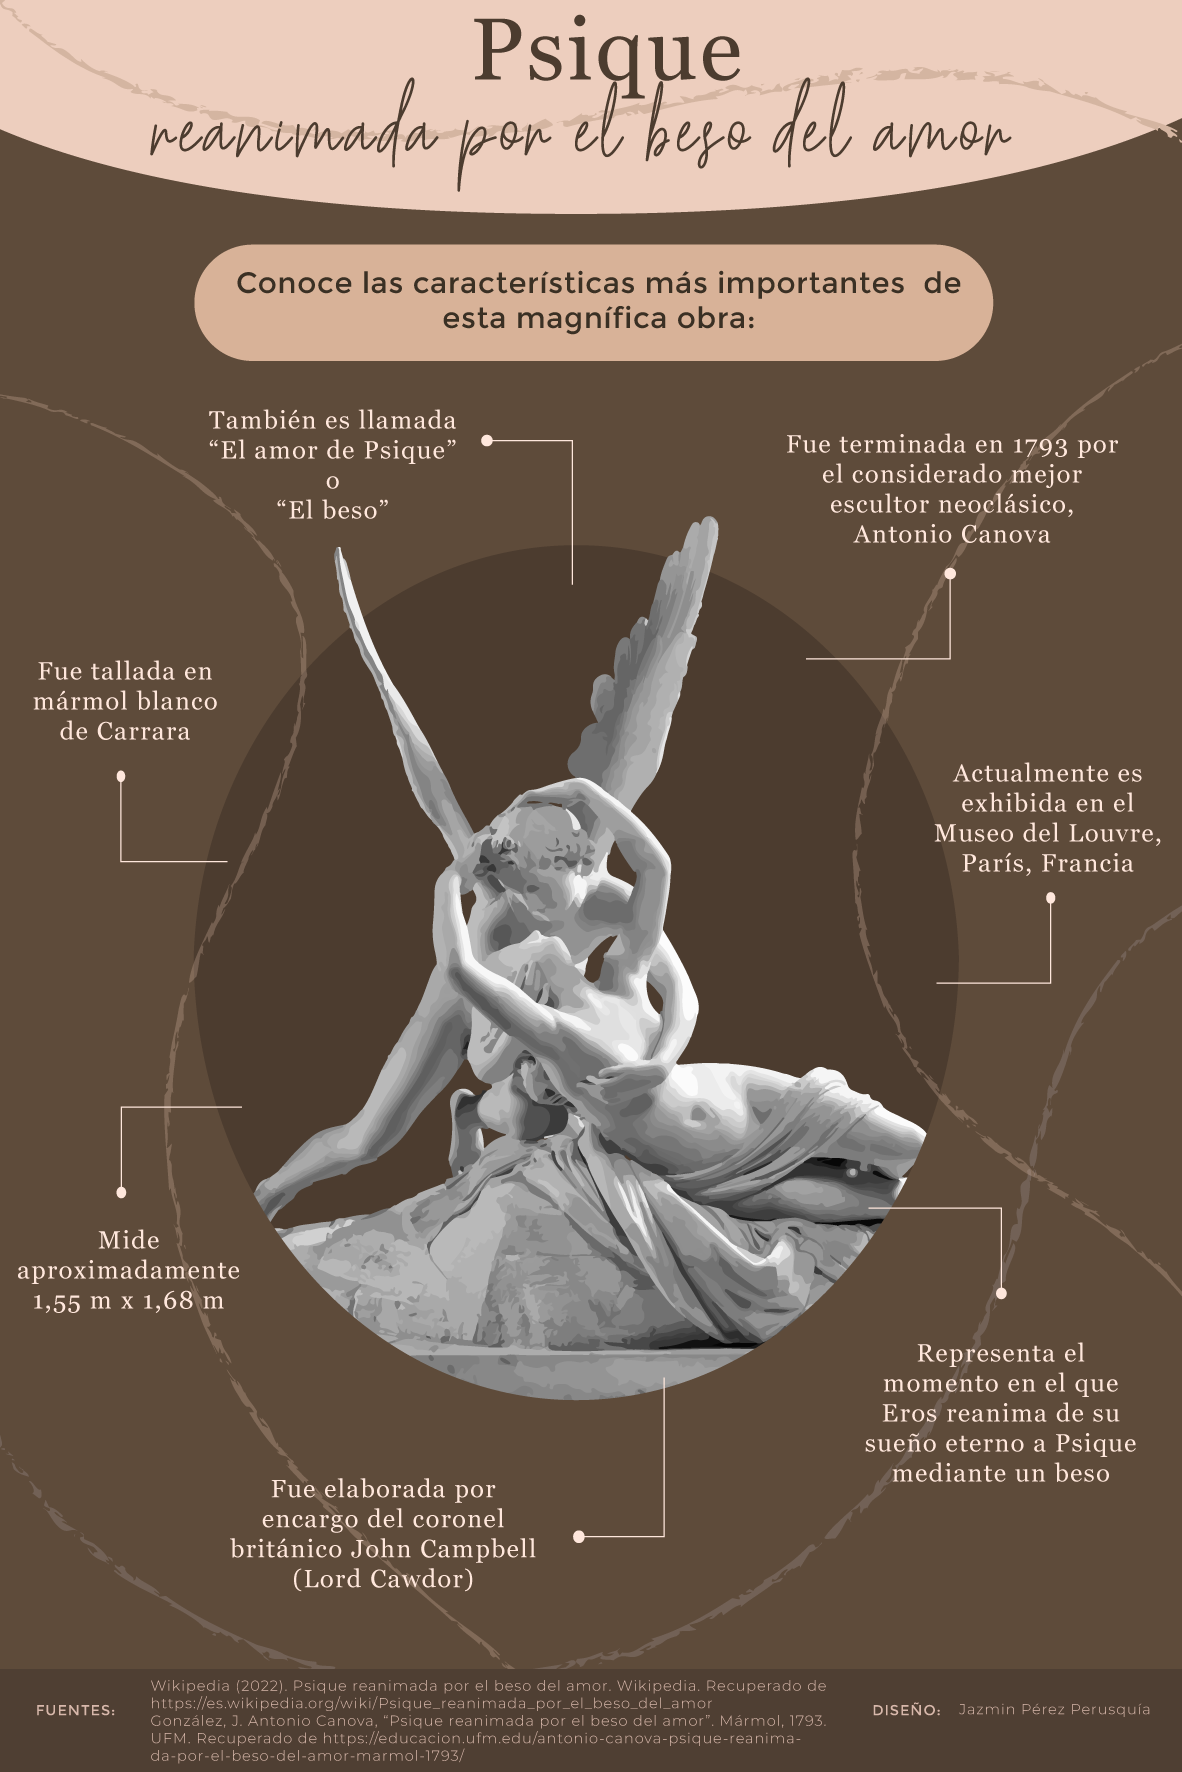 Psique
reanimada por el beso del amor
Conoce las características más importantes de
esta magnífica obra:
También es llamada
“El amor de Psique”
o
“El beso”
Fue terminada en 1793 por
el considerado mejor
escultor neoclásico,
Antonio Canova
Fue tallada en
mármol blanco
de Carrara
Actualmente es
exhibida en el
Museo del Louvre,
París, Francia
Mide
aproximadamente
1,55 m x 1,68 m
Representa el
momento en el que
Eros reanima de su
sueño eterno a Psique
mediante un beso
Fue elaborada por
encargo del coronel
británico John Campbell
(Lord Cawdor)
FUENTES:
Wikipedia (2022). Psique reanimada por el beso del amor. Wikipedia. Recuperado de
https://es.wikipedia.org/wiki/Psique_reanimada_por_el_beso_del_amor
González, J. Antonio Canova, “Psique reanimada por el beso del amor”. Mármol, 1793.
UFM. Recuperado de https://educacion.ufm.edu/antonio-canova-psique-reanima-
da-por-el-beso-del-amor-marmol-1793/
DISEÑO: Jazmin Pérez Perusquía